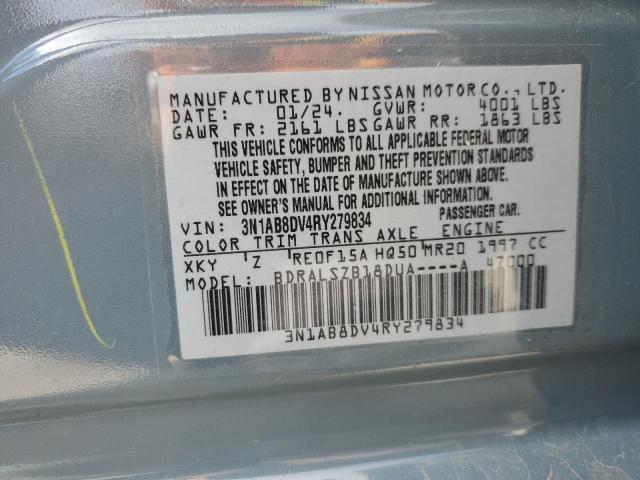 MANUFACTURED BY NISSAN MOTOR CO., LTD.
DATE: 01/24. GVWR: 4001 LBS
GAWR FR: 2161 LBS GAWR RR: 1863 LBS
THIS VEHICLE CONFORMS TO ALL APPLICABLE FEDERAL MOTOR
VEHICLE SAFETY, BUMPER AND THEFT PREVENTION STANDARDS
IN EFFECT ON THE DATE OF MANUFACTURE SHOWN ABOVE.
SEE OWNER'S MANUAL FOR ADDITIONAL INFORMATION.
VIN: 3N1AB8DV4RY279834 PASSENGER CAR.
COLOR TRIM TRANS AXLE ENGINE
XKY Z RE0F15A HQ50 MR20 1997 CC
MODEL: BDRALSZB18DUA----A 47000
3N1AB8DV4RY279834